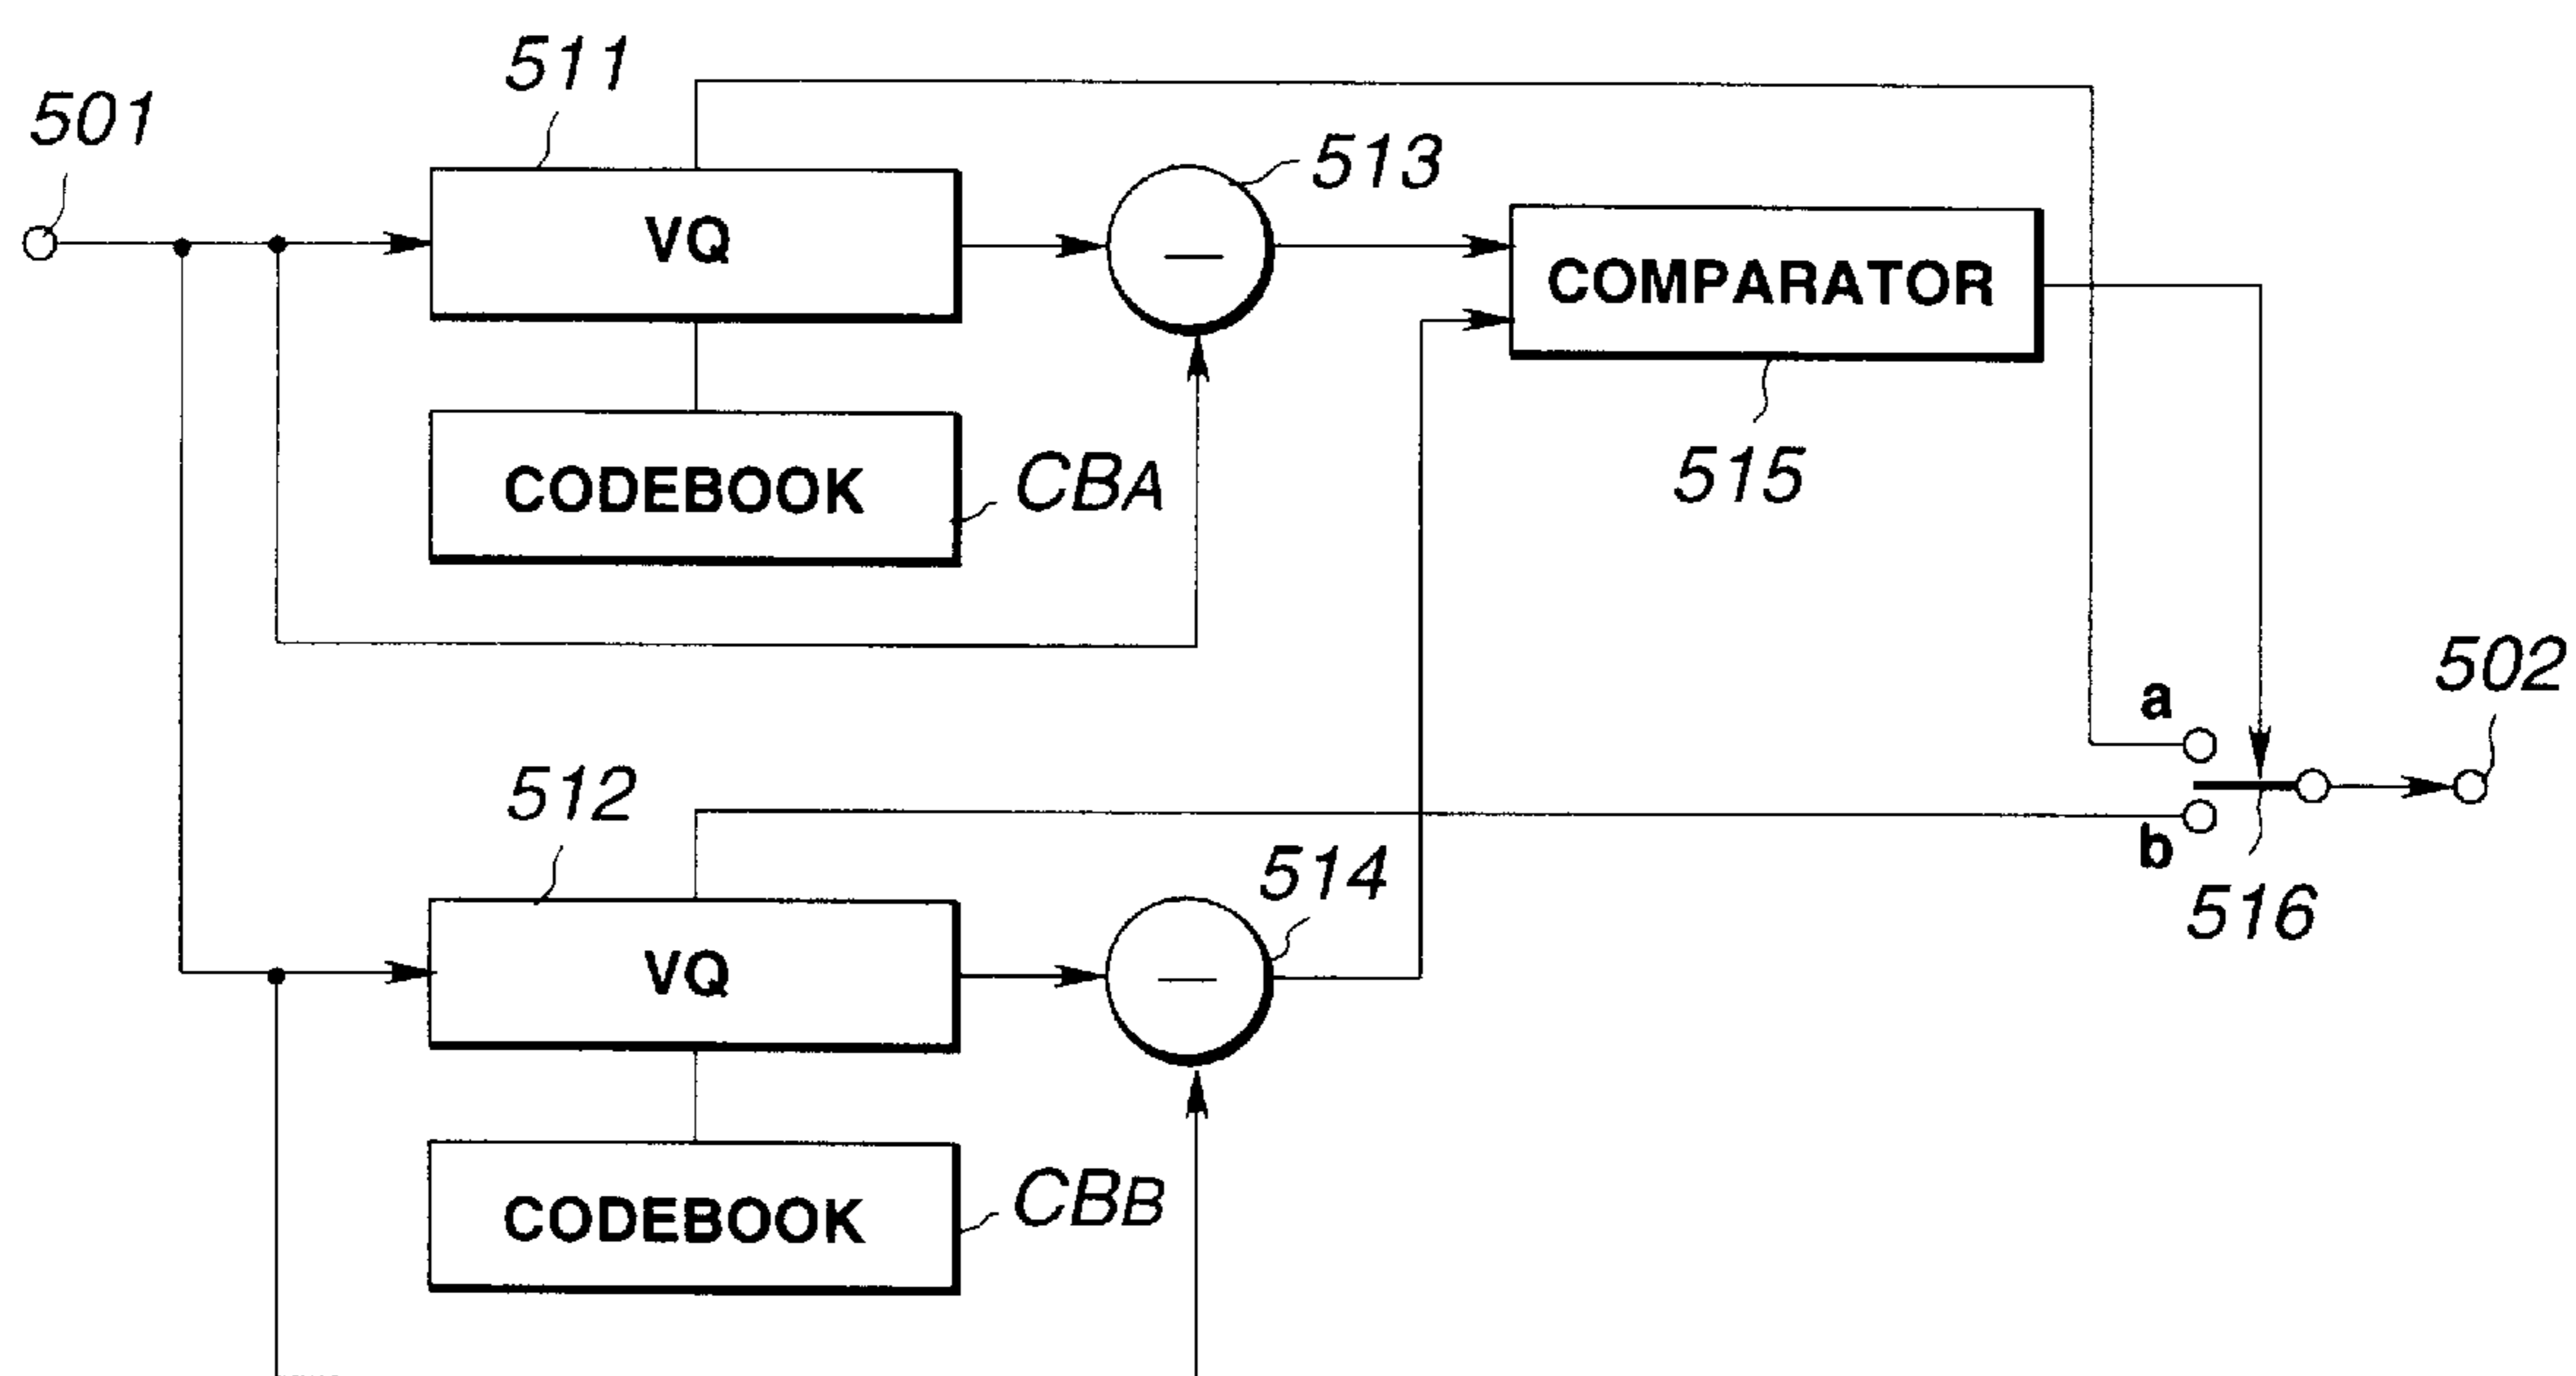 511
501
513
VQ
COMPARATOR
CODEBOOK
CBA
515
502
a
512
b
514
516
VQ
CODEBOOK
CBB